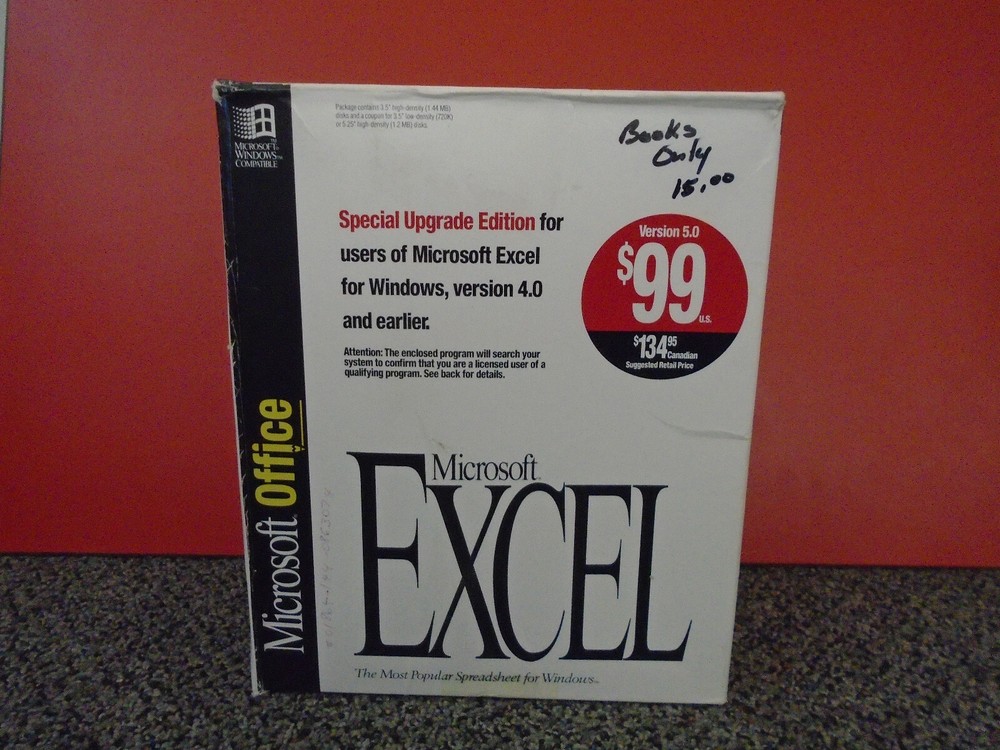 MICROSOFT®
WINDOWS™
COMPATIBLE
Package contains 3.5" high-density (1.44 MB)
disks and a coupon for 3.5" low-density (720K)
or 5.25" high-density (1.2 MB) disks.
Books
Only
15.00
Special Upgrade Edition for
users of Microsoft Excel
for Windows, version 4.0
and earlier.
Attention: The enclosed program will search your
system to confirm that you are a licensed user of a
qualifying program. See back for details.
Version 5.0
$99
U.S.
$134 95
Canadian
Suggested Retail Price
Microsoft® Office
Microsoft®
EXCEL
The Most Popular Spreadsheet for Windows™